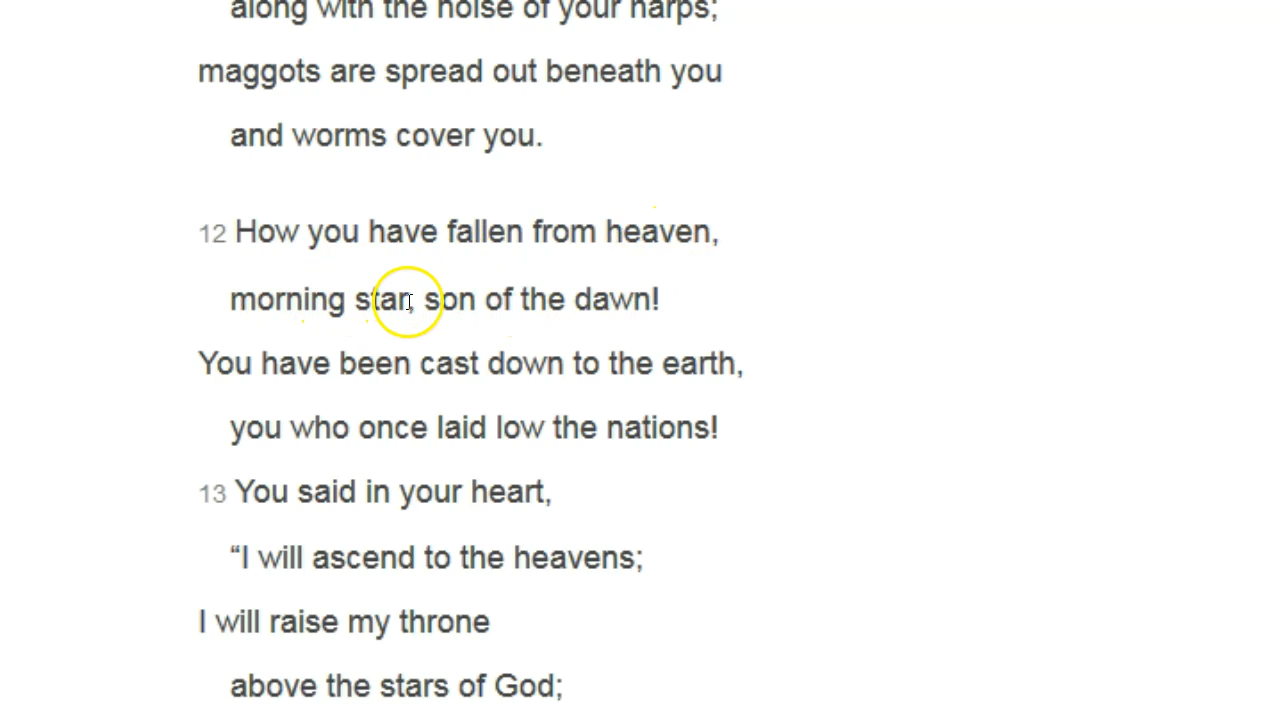 along with the noise of your harps;
maggots are spread out beneath you
and worms cover you.
12 How you have fallen from heaven,
morning star, son of the dawn!
You have been cast down to the earth,
you who once laid low the nations!
13 You said in your heart,
“I will ascend to the heavens;
I will raise my throne
above the stars of God;